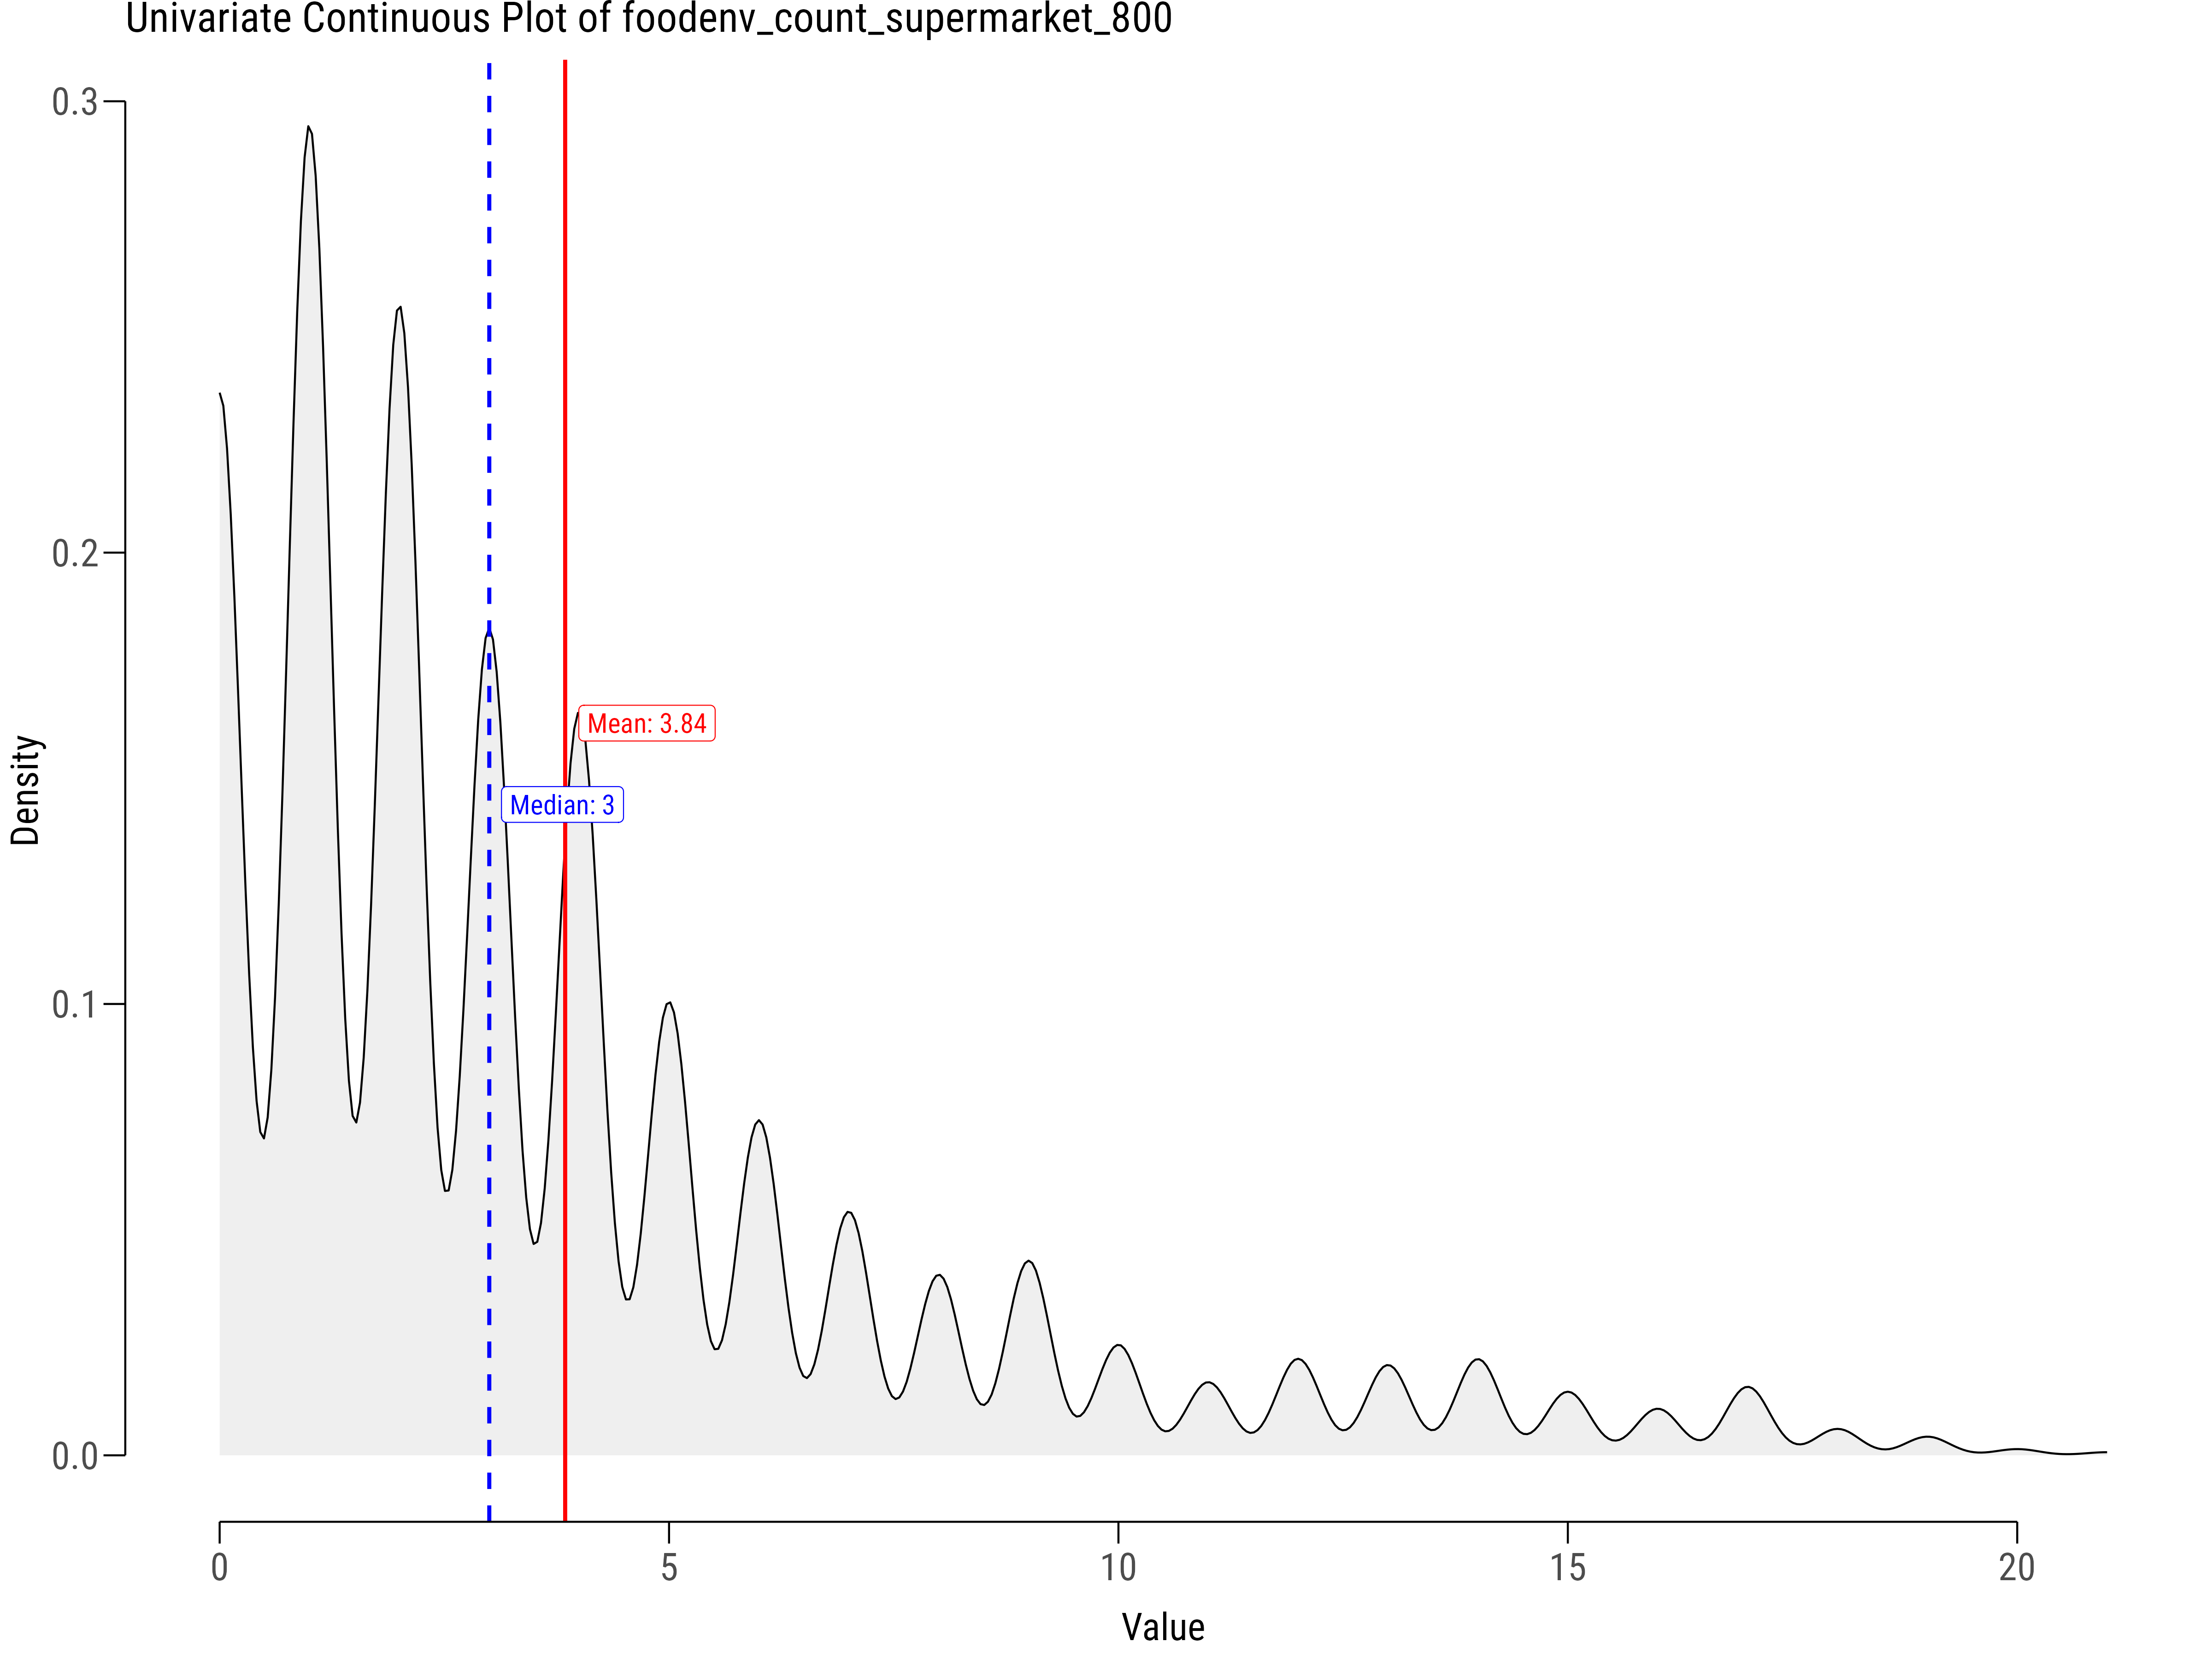 Univariate Continuous Plot of foodenv_count_supermarket_800
0.3
0.2
0.1
0.0
Density
Mean: 3.84
Median: 3
0 5 10 15 20
Value